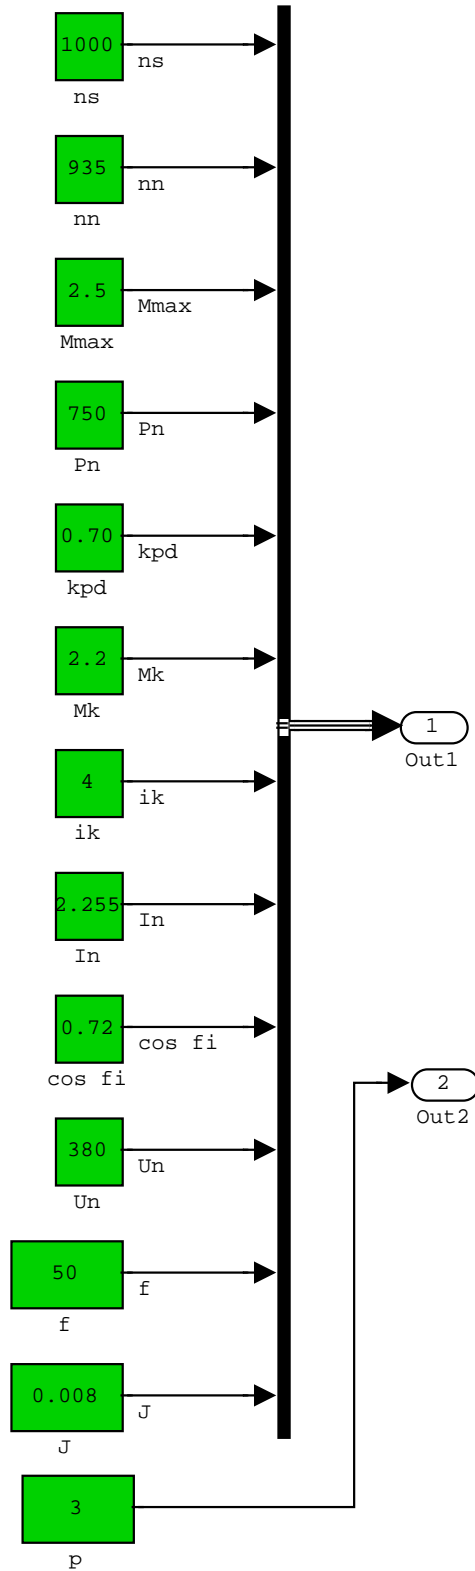 1000
ns
ns
935
nn
nn
2.5
Mmax
Mmax
750
Pn
Pn
0.70
kpd
kpd
2.2
Mk
Mk
1
Out1
4
ik
ik
2.255
In
In
0.72
cos fi
cos fi
2
Out2
380
Un
Un
50
f
f
0.008
J
J
3
p